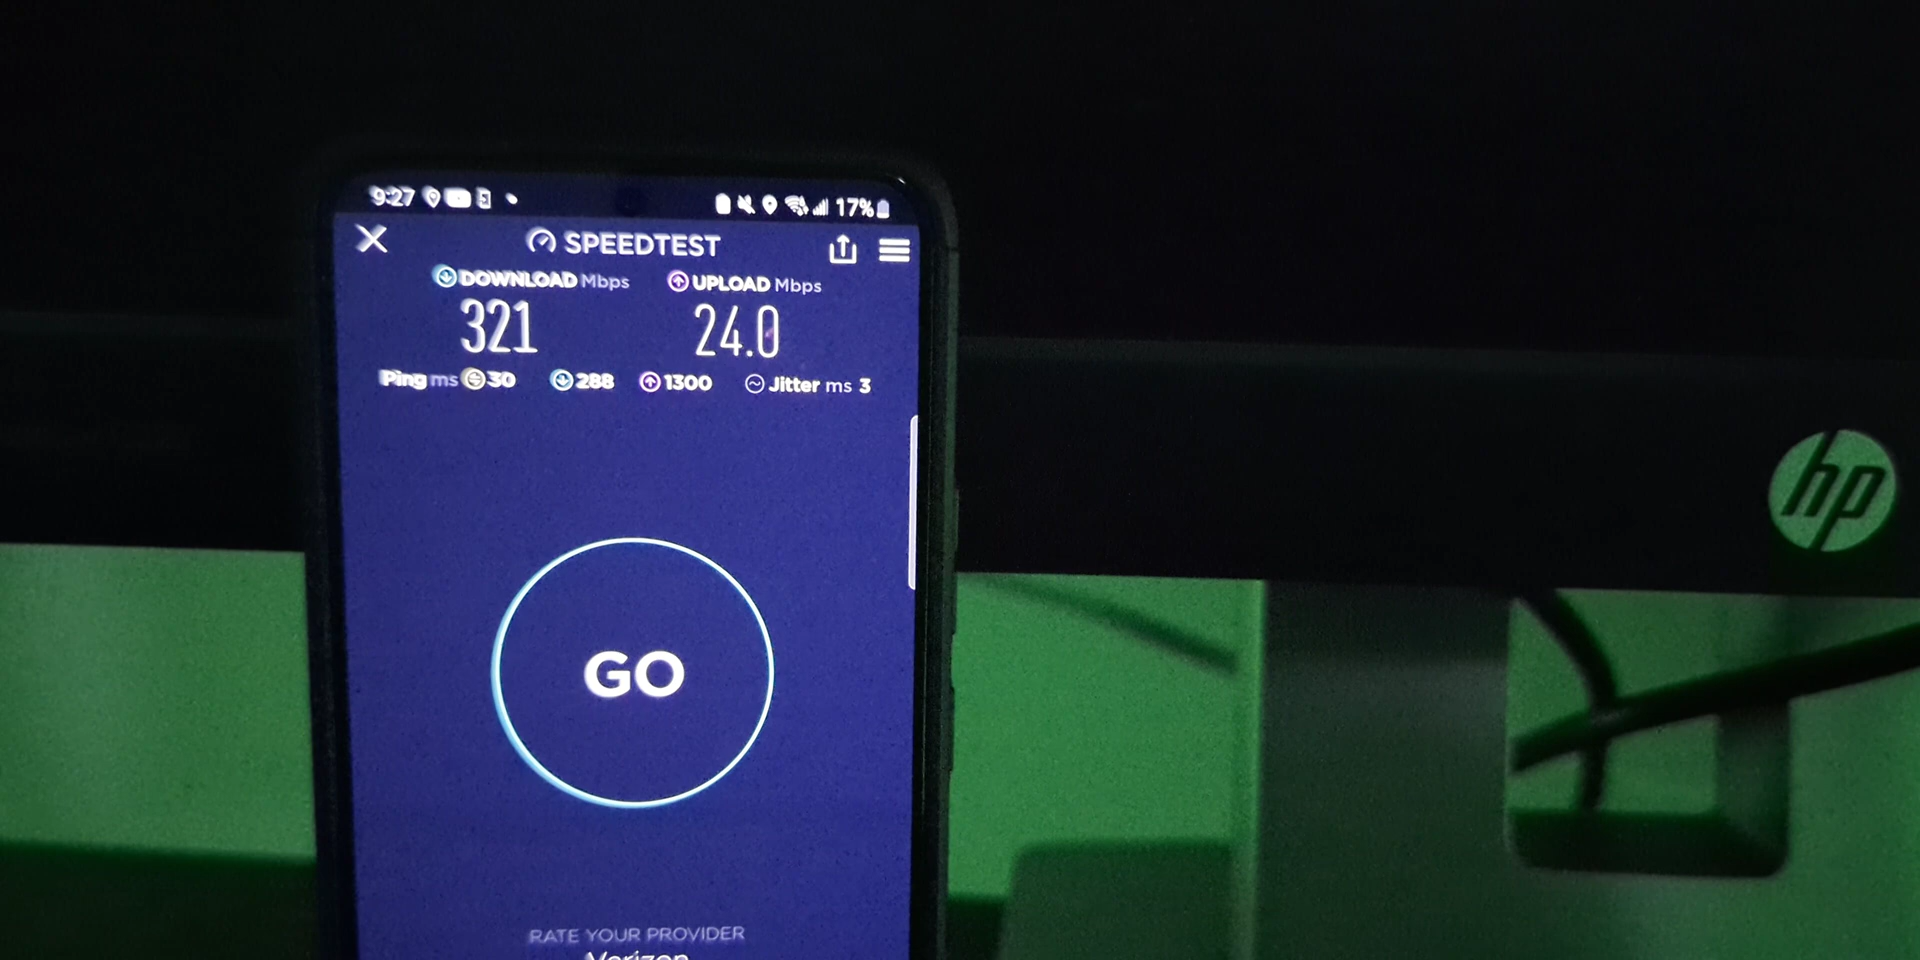 9:27 17%
SPEEDTEST
DOWNLOAD Mbps UPLOAD Mbps
321 24.0
Ping ms 30 288 1300 Jitter ms 3
GO
RATE YOUR PROVIDER
Verizon
hp